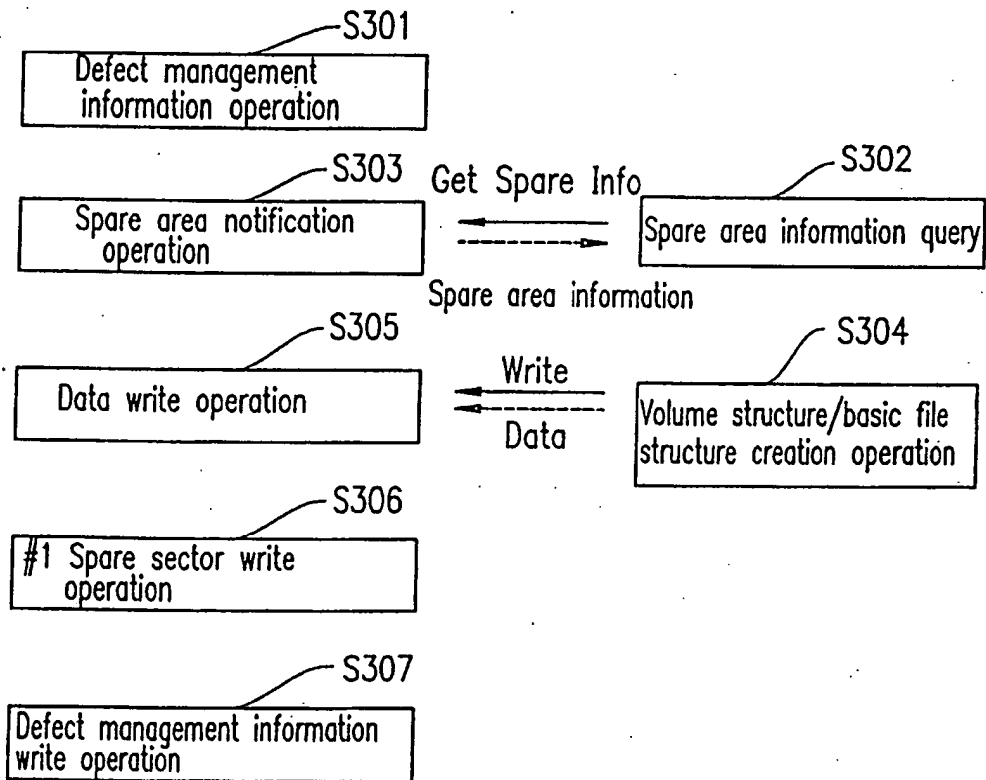 S301
Defect management
information operation
S303
Get Spare Info
S302
Spare area notification
operation
Spare area information query
Spare area information
S305
S304
Write
Data write operation
Data
Volume structure/basic file
structure creation operation
S306
#1 Spare sector write
operation
S307
Defect management information
write operation